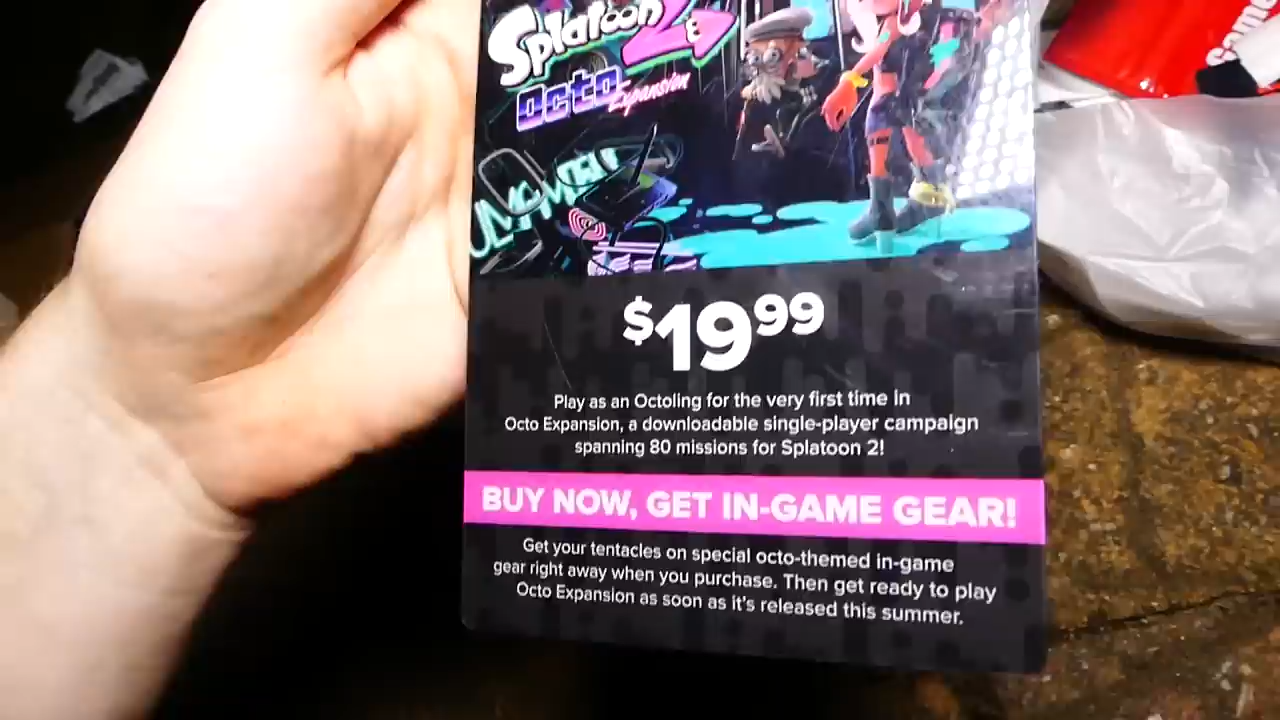 Splatoon 2
Octo Expansion
$19.99
Play as an Octoling for the very first time in
Octo Expansion, a downloadable single-player campaign
spanning 80 missions for Splatoon 2!
BUY NOW, GET IN-GAME GEAR!
Get your tentacles on special octo-themed in-game
gear right away when you purchase. Then get ready to play
Octo Expansion as soon as it's released this summer.